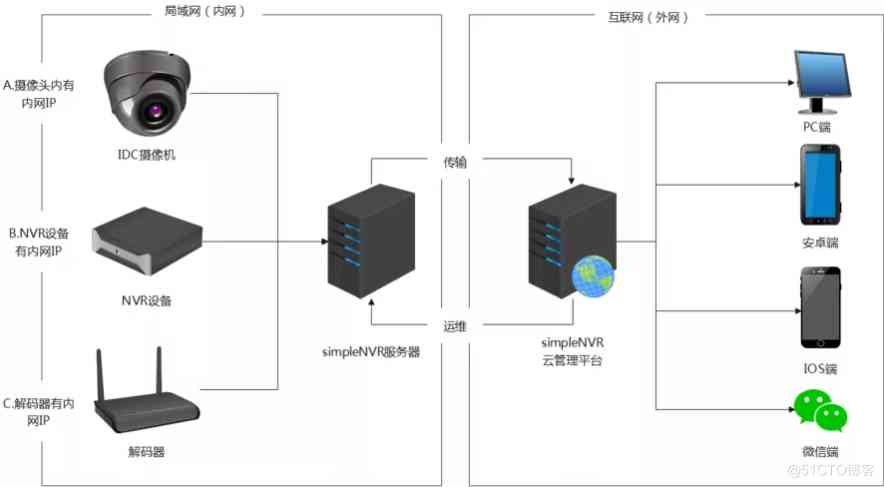 局域网（内网）
互联网（外网）
A.摄像头内有
内网IP
IDC摄像机
B.NVR设备
有内网IP
NVR设备
C.解码器有内
网IP
解码器
simpleNVR服务器
传输
运维
simpleNVR
云管理平台
PC端
安卓端
IOS端
微信端
@51CTO博客